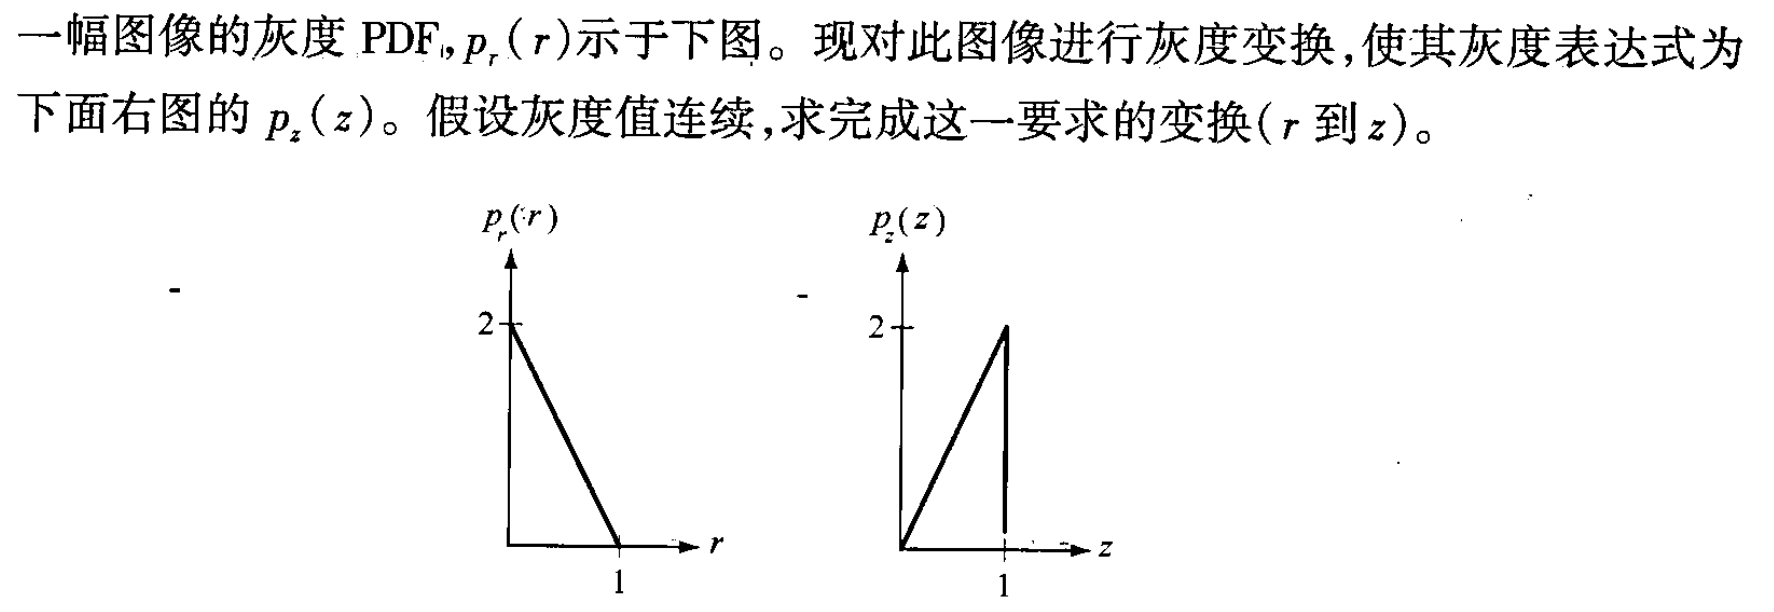 一幅图像的灰度 PDF, p_r(r)示于下图。现对此图像进行灰度变换,使其灰度表达式为
下面右图的 p_z(z)。假设灰度值连续,求完成这一要求的变换(r 到 z)。
p_r(r)
p_z(z)
2
2
r
z
1
1